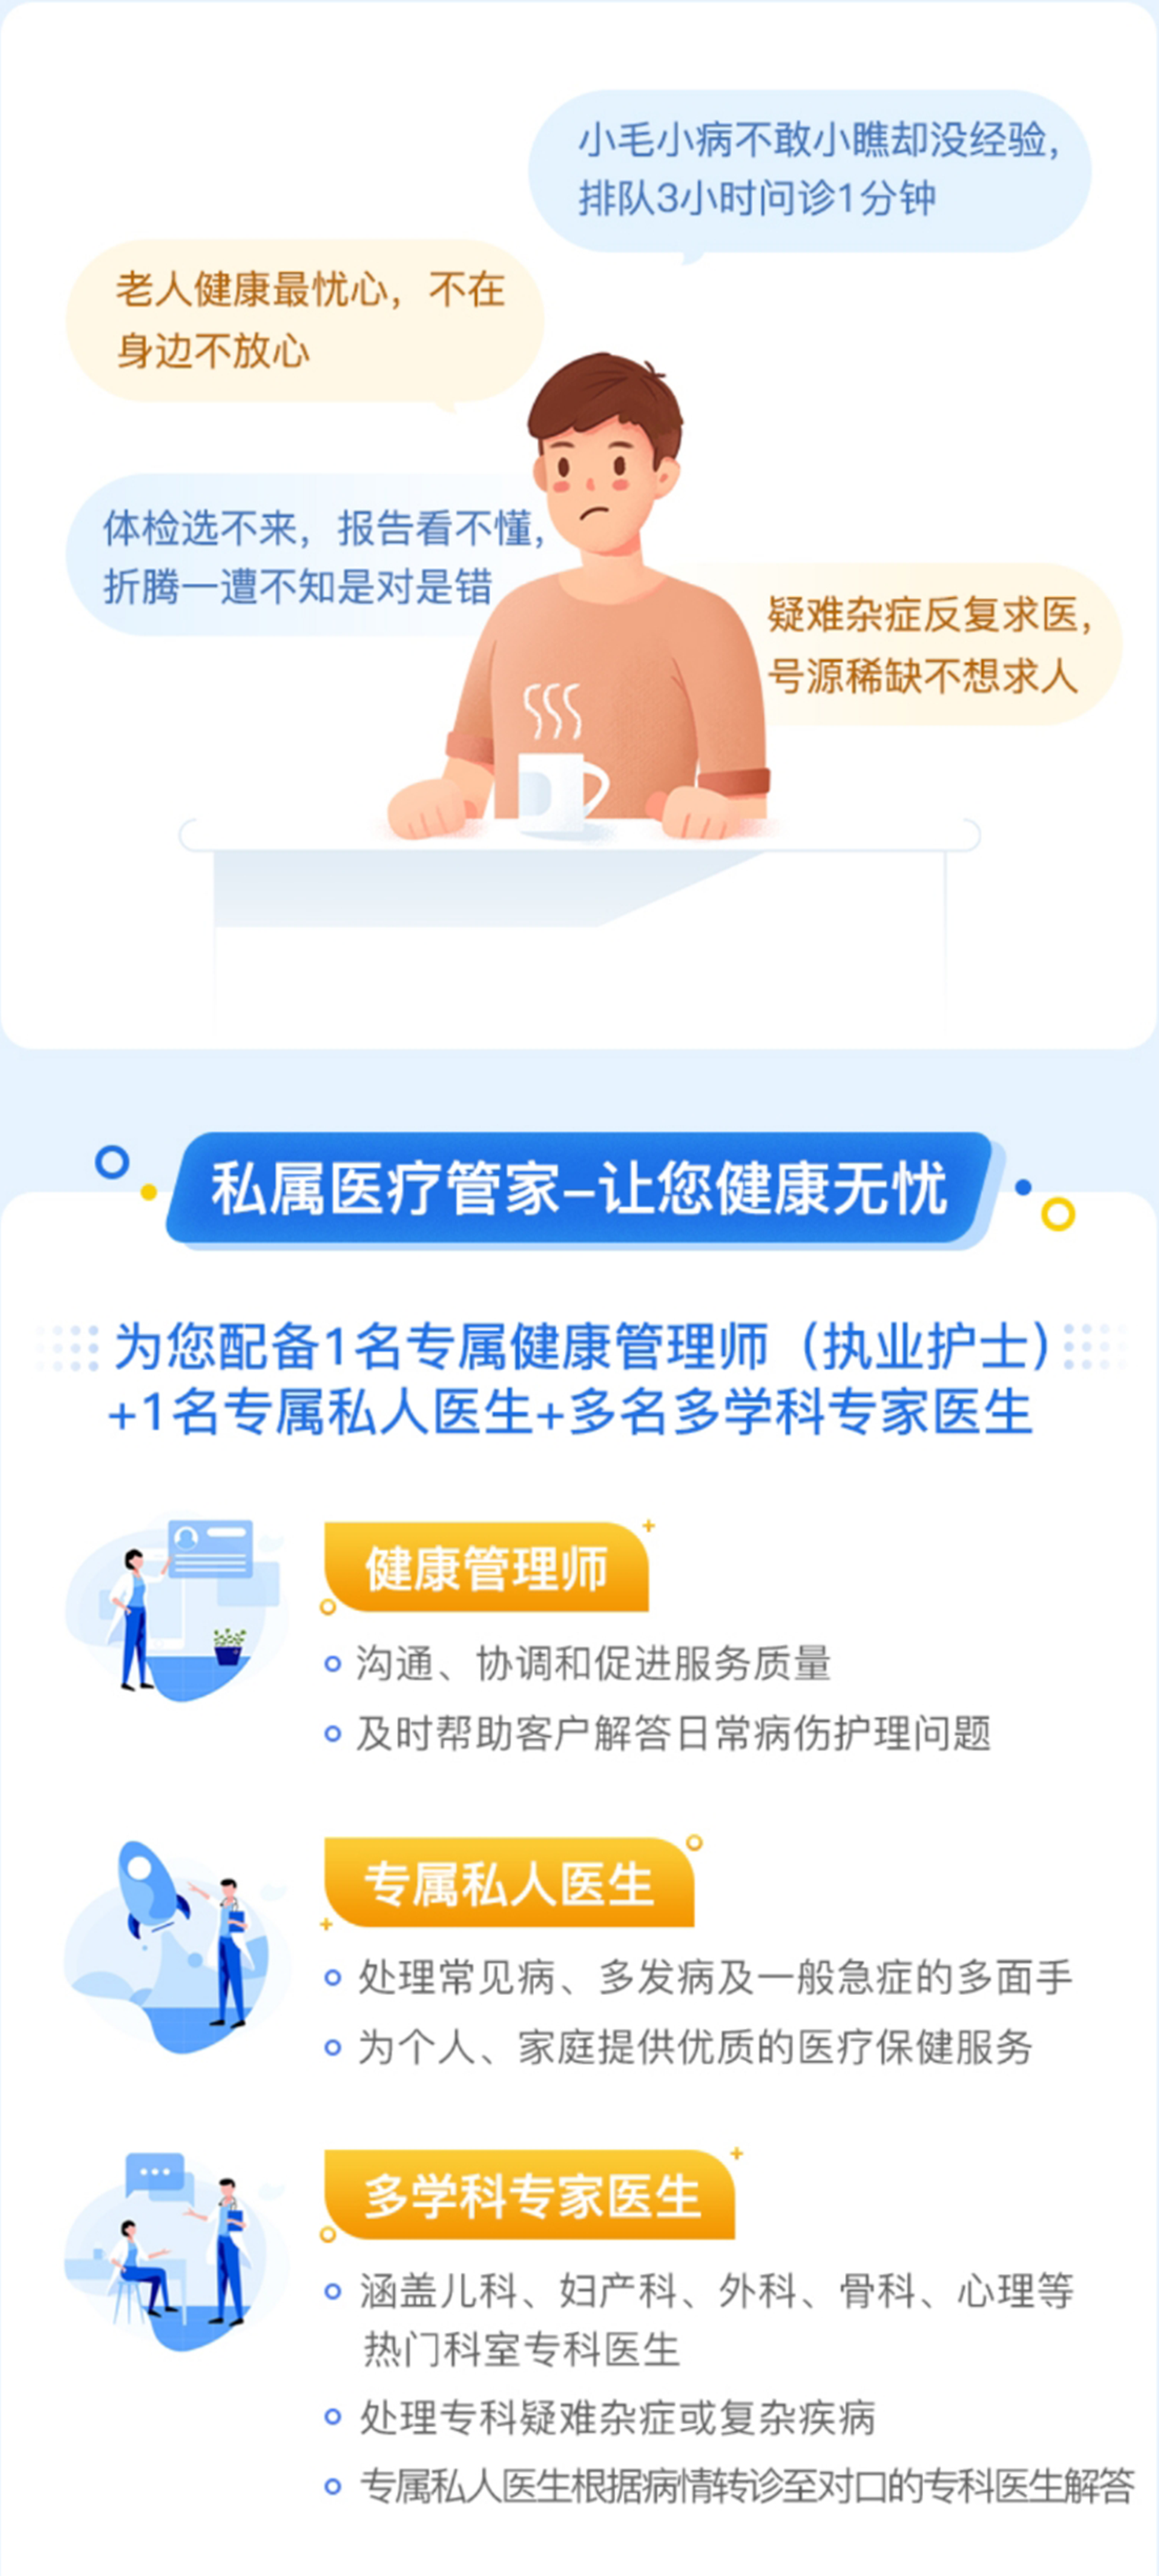 小毛小病不敢小瞧却没经验，
排队3小时问诊1分钟
老人健康最忧心，不在
身边不放心
体检选不来，报告看不懂，
折腾一遭不知是对是错
疑难杂症反复求医，
号源稀缺不想求人
私属医疗管家–让您健康无忧
为您配备1名专属健康管理师（执业护士）
+1名专属私人医生+多名多学科专家医生
健康管理师
沟通、协调和促进服务质量
及时帮助客户解答日常病伤护理问题
专属私人医生
处理常见病、多发病及一般急症的多面手
为个人、家庭提供优质的医疗保健服务
多学科专家医生
涵盖儿科、妇产科、外科、骨科、心理等
热门科室专科医生
处理专科疑难杂症或复杂疾病
专属私人医生根据病情转诊至对口的专科医生解答